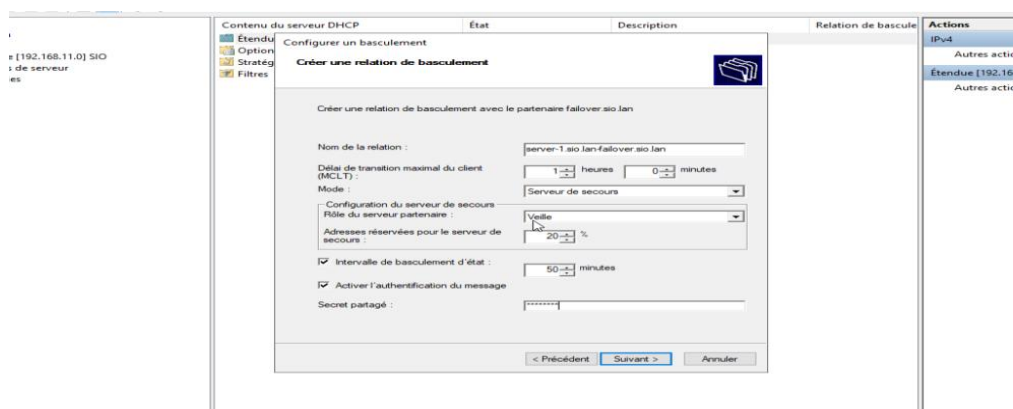 Contenu du serveur DHCP État Description Relation de bascule Actions
[192.168.11.0] SIO
de serveur
Étendu
Option
Stratég
Filtres
Configurer un basculement
Créer une relation de basculement
Créer une relation de basculement avec le partenaire failover.sio.lan
Nom de la relation : server-1.sio.lan-failover.sio.lan
Délai de transition maximal du client
(MCLT) : 1 heures 0 minutes
Mode : Serveur de secours
Configuration du serveur de secours
Rôle du serveur partenaire : Veille
Adresses réservées pour le serveur de
secours : 20 %
Intervalle de basculement d'état : 50 minutes
Activer l'authentification du message
Secret partagé : ********
< Précédent Suivant > Annuler
IPv4
Autres actio
Étendue [192.16
Autres actio